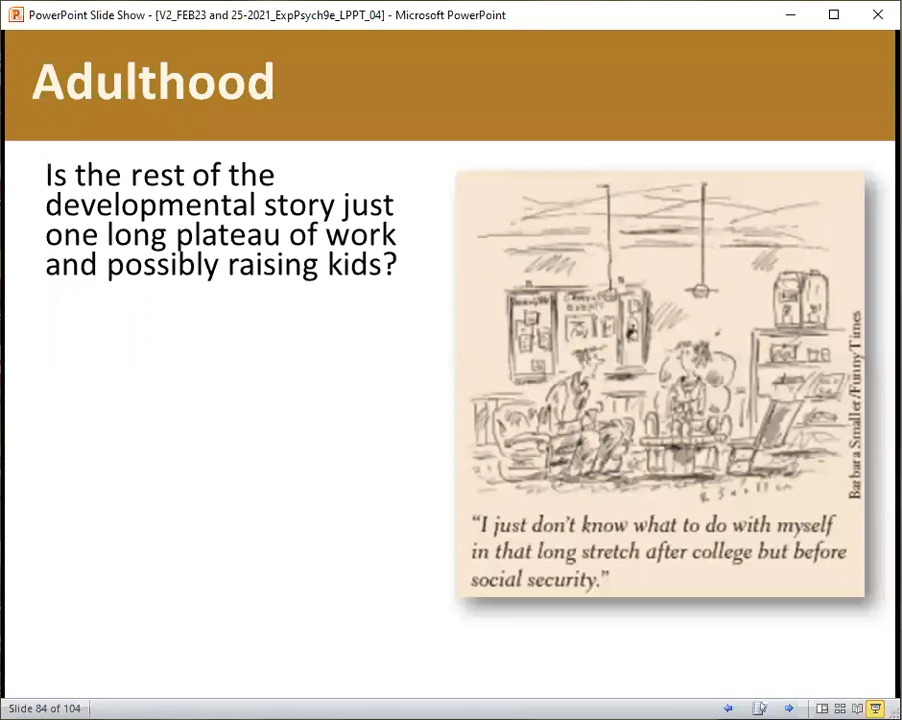 PowerPoint Slide Show - [V2_FEB23 and 25-2021_ExpPsych9e_LPPT_04] - Microsoft PowerPoint
Adulthood
Is the rest of the
developmental story just
one long plateau of work
and possibly raising kids?
Barbara Smaller/Funny Times
“I just don’t know what to do with myself
in that long stretch after college but before
social security.”
Slide 84 of 104